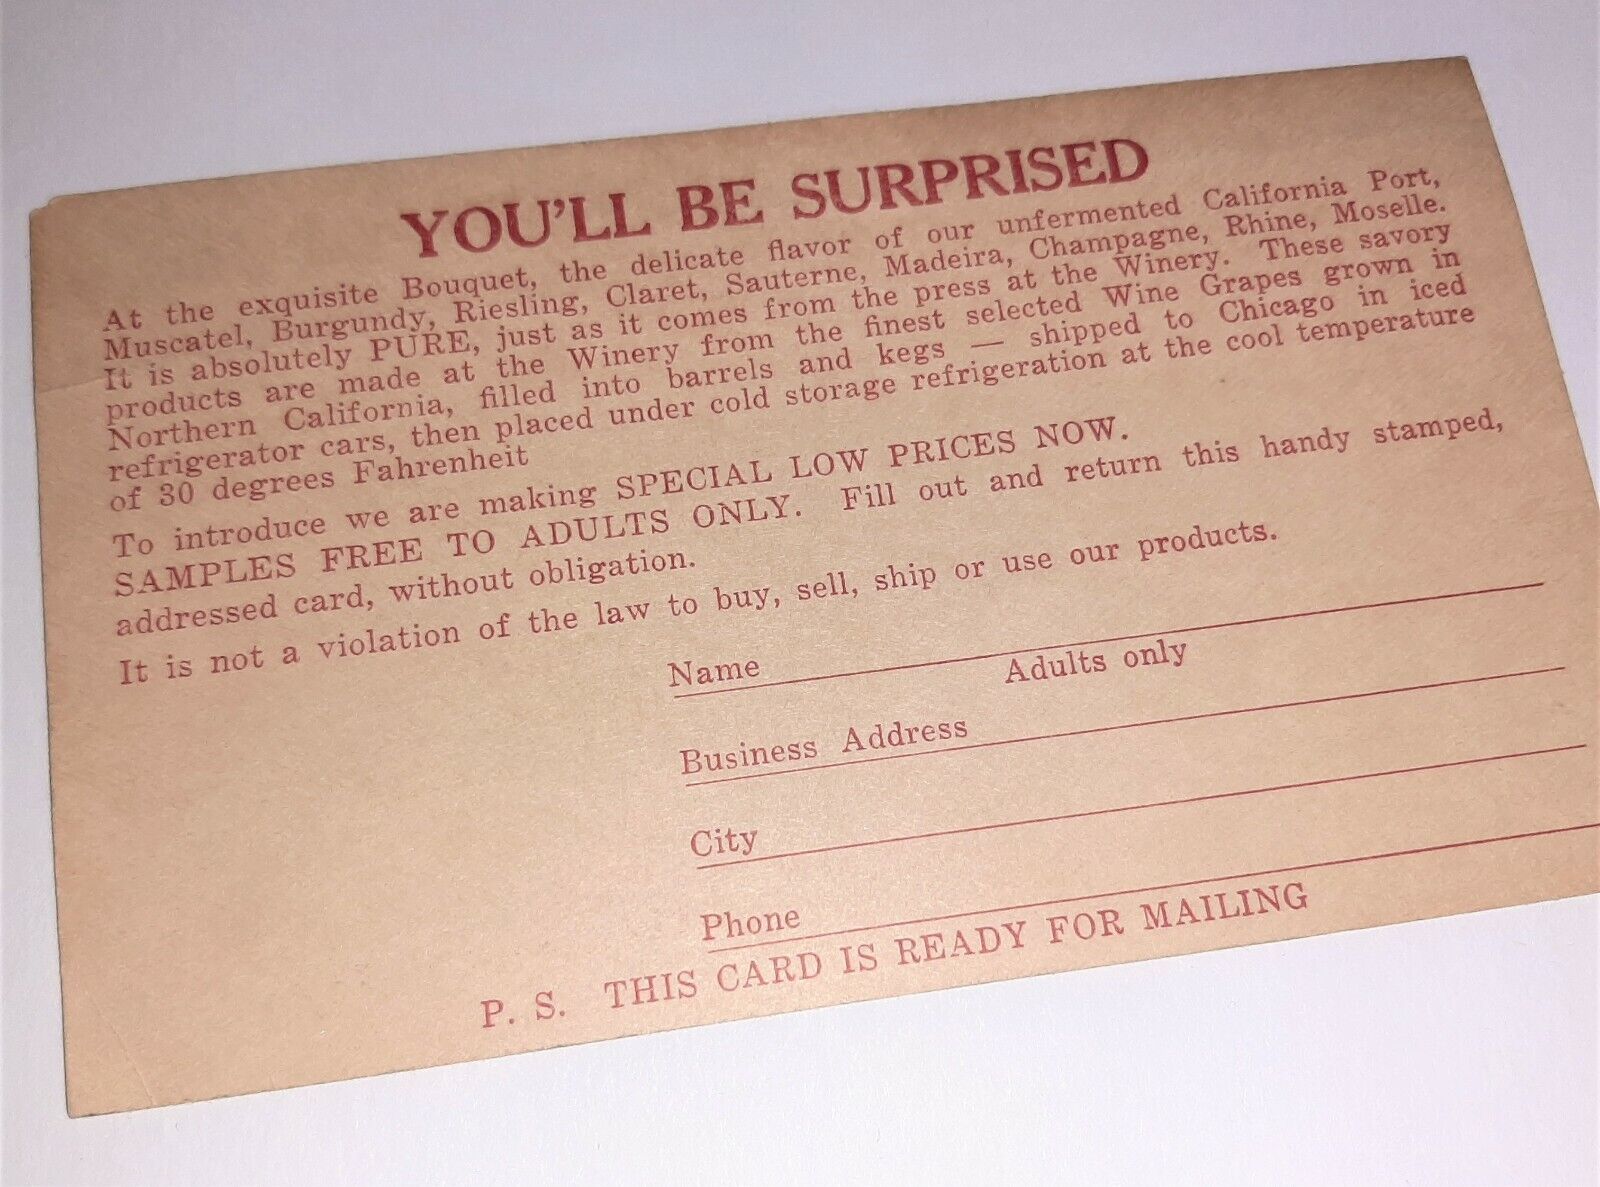 YOU'LL BE SURPRISED
At the exquisite Bouquet, the delicate flavor of our unfermented California Port,
Muscatel, Burgundy, Riesling, Claret, Sauterne, Madeira, Champagne, Rhine, Moselle.
It is absolutely PURE, just as it comes from the press at the Winery. These savory
products are made at the Winery from the finest selected Wine Grapes grown in
Northern California, filled into barrels and kegs — shipped to Chicago in iced
refrigerator cars, then placed under cold storage refrigeration at the cool temperature
of 30 degrees Fahrenheit
To introduce we are making SPECIAL LOW PRICES NOW.
SAMPLES FREE TO ADULTS ONLY. Fill out and return this handy stamped,
addressed card, without obligation.
It is not a violation of the law to buy, sell, ship or use our products.
Name
Adults only
Business Address
City
Phone
P. S. THIS CARD IS READY FOR MAILING